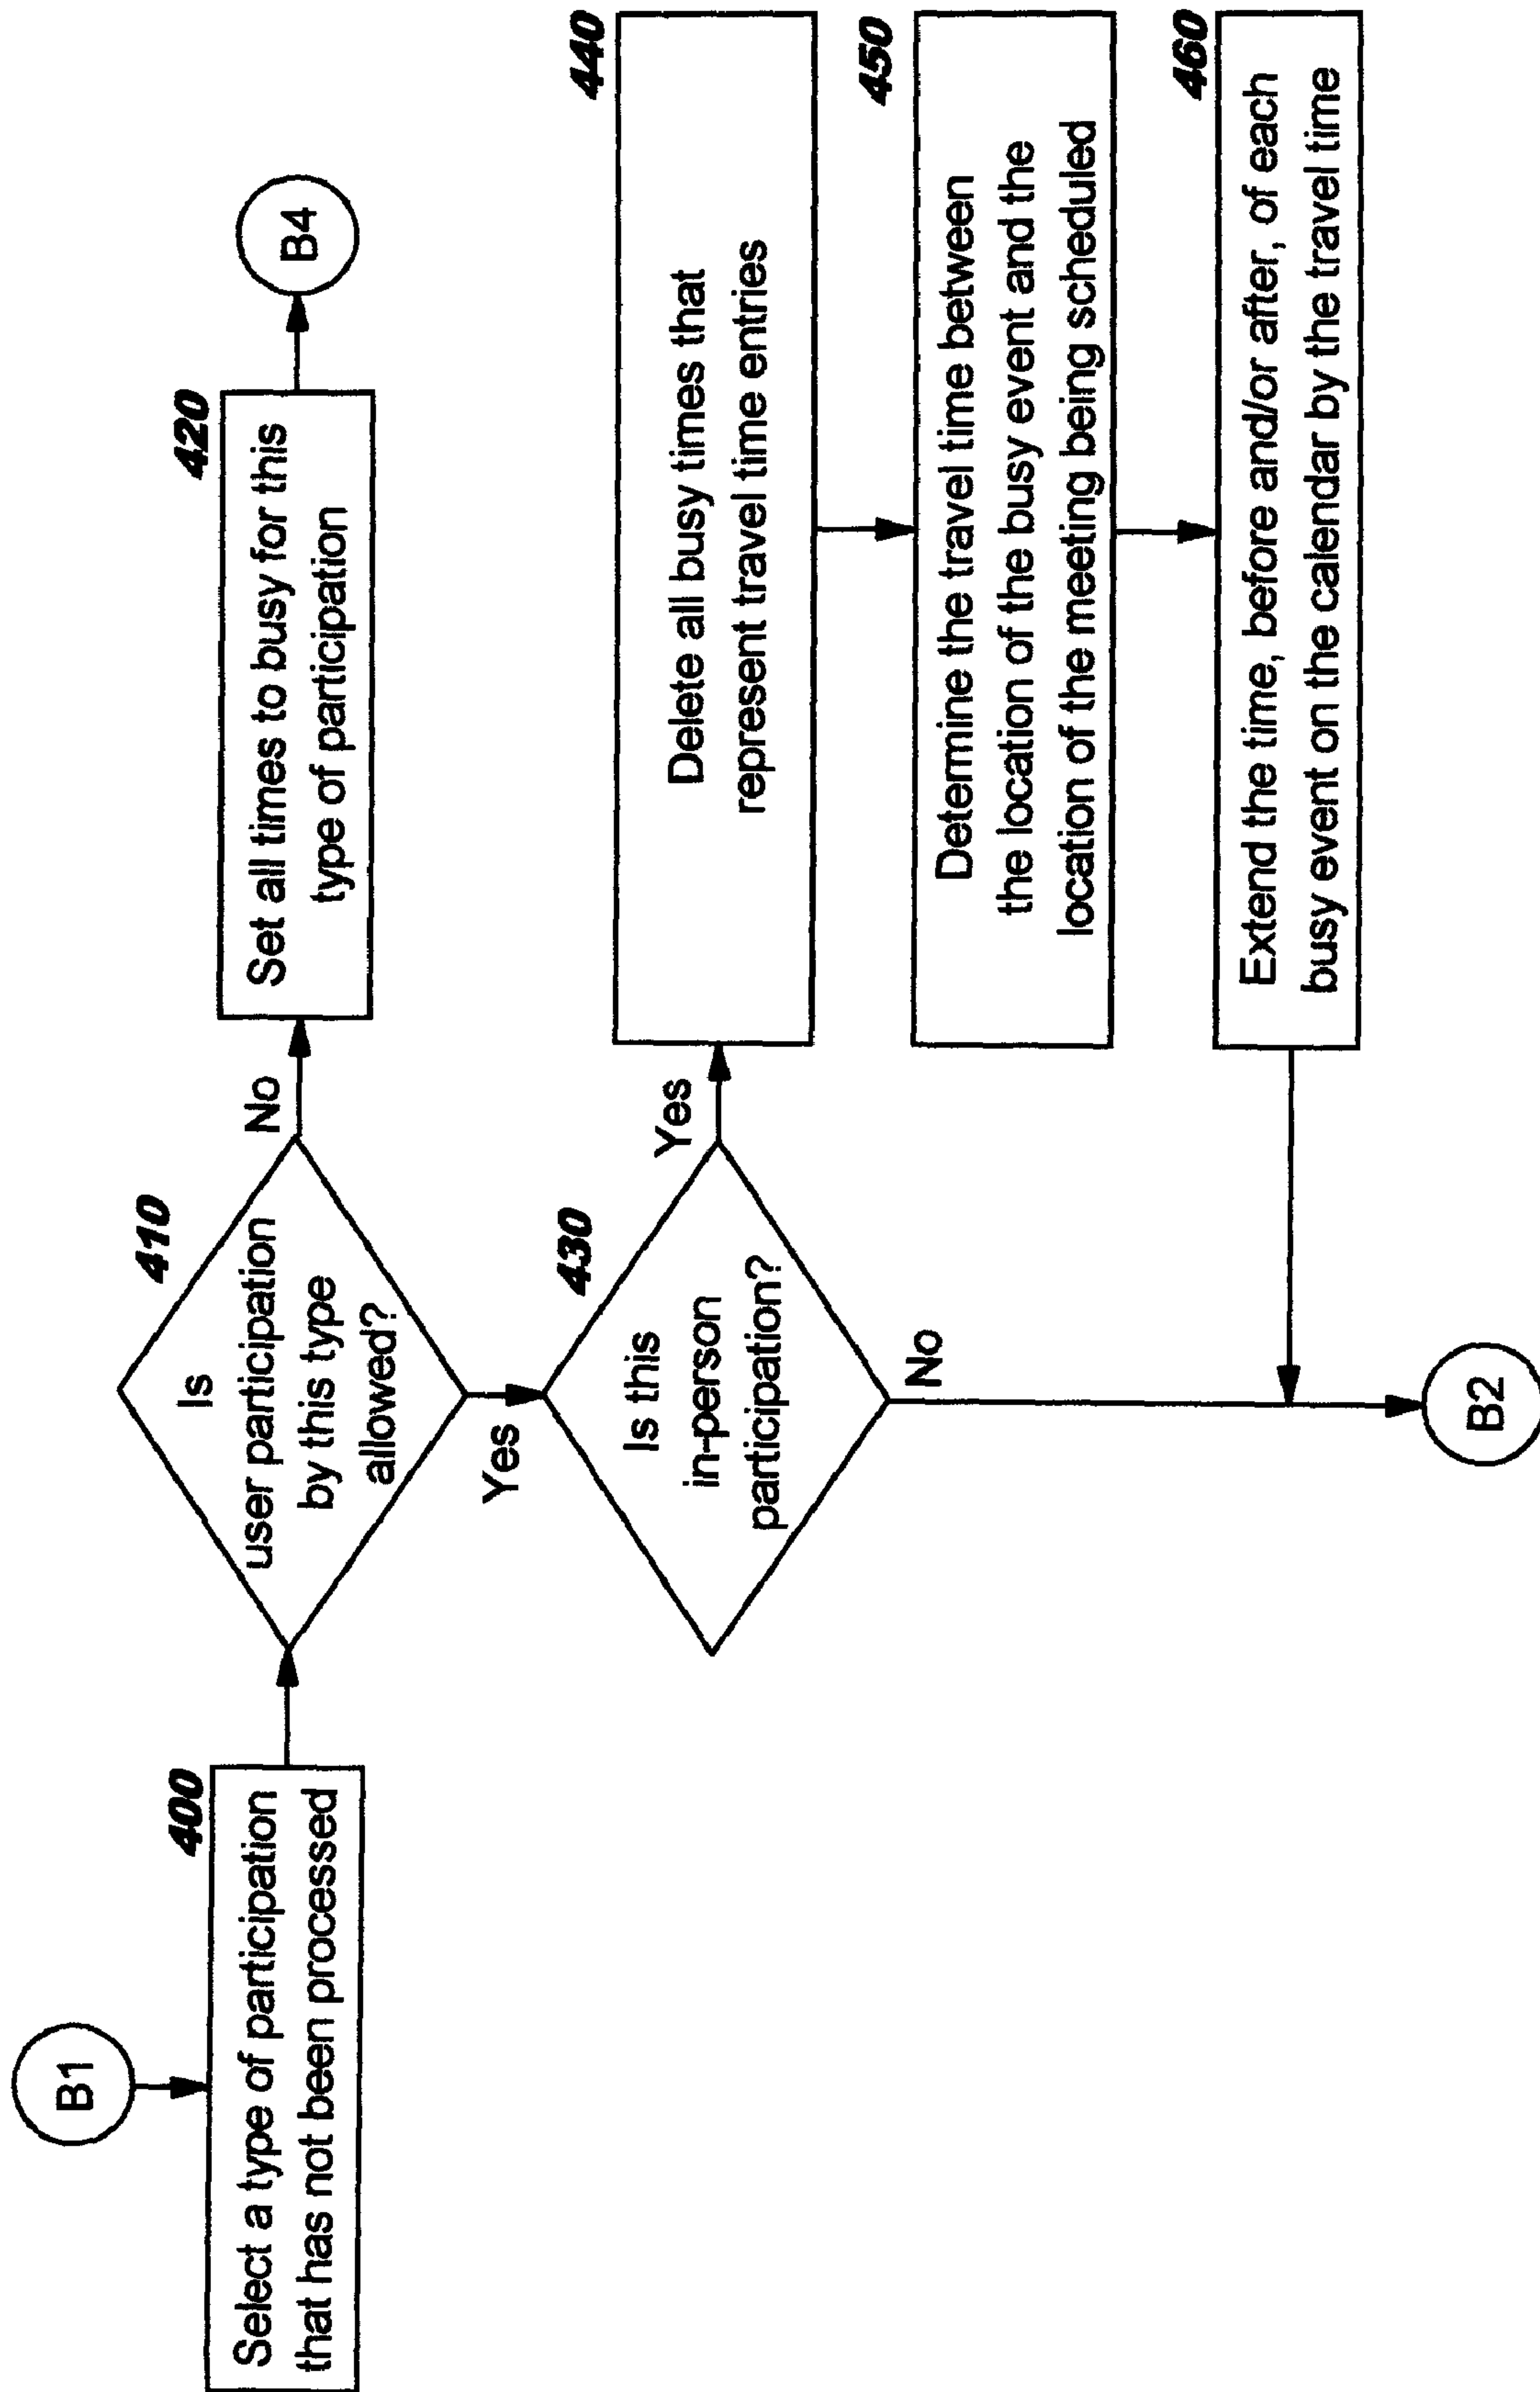 B1
400
Select a type of participation
that has not been processed
410
Is
user participation
by this type
allowed?
No
420
Set all times to busy for this
type of participation
B4
Yes
430
Is this
in-person
participation?
Yes
440
Delete all busy times that
represent travel time entries
450
Determine the travel time between
the location of the busy event and the
location of the meeting being scheduled
460
Extend the time, before and/or after, of each
busy event on the calendar by the travel time
No
B2